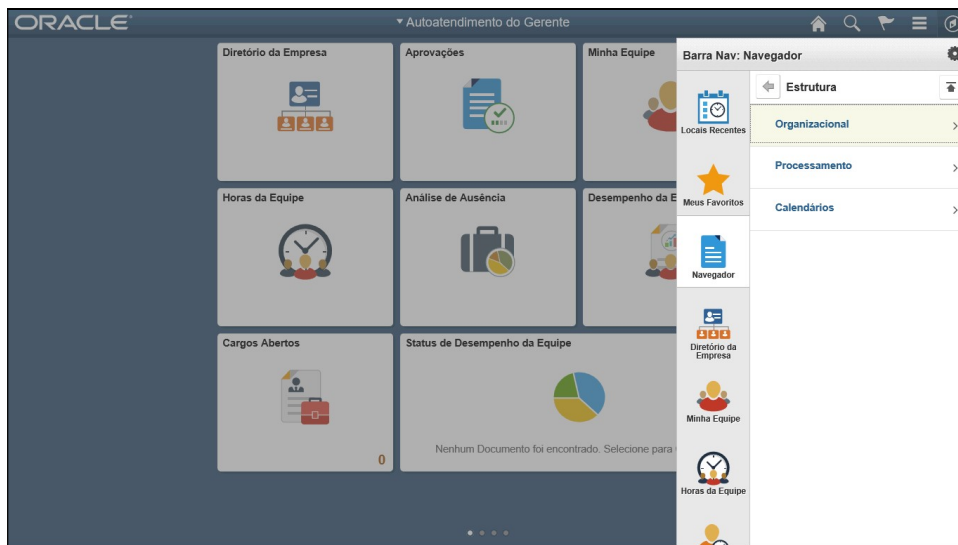 ORACLE
Autoatendimento do Gerente
Diretório da Empresa
Aprovações
Minha Equipe
Horas da Equipe
Análise de Ausência
Desempenho da E
Cargos Abertos
0
Status de Desempenho da Equipe
Nenhum Documento foi encontrado. Selecione para
Barra Nav: Navegador
Locais Recentes
Meus Favoritos
Navegador
Diretório da
Empresa
Minha Equipe
Horas da Equipe
Estrutura
Organizacional
Processamento
Calendários